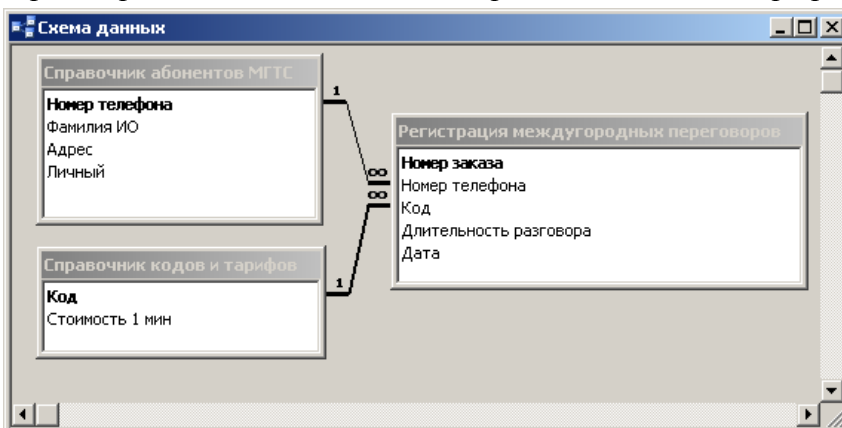 Схема данных
Справочник абонентов МГТС
Номер телефона
Фамилия ИО
Адрес
Личный
1
∞
Регистрация междугородных переговоров
Номер заказа
Номер телефона
Код
Длительность разговора
Дата
∞
Справочник кодов и тарифов
Код
Стоимость 1 мин
1